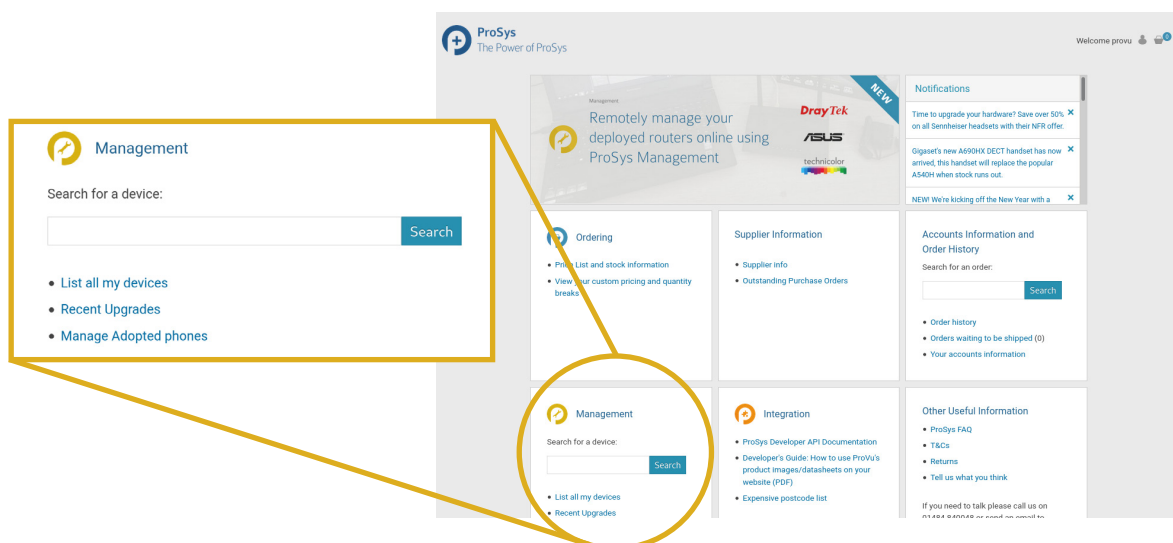 ProSys
The Power of ProSys
Welcome provu
0
Management
Remotely manage your
deployed routers online using
ProSys Management
DrayTek
ASUS
technicolor
NEW
Notifications
Time to upgrade your hardware? Save over 50%
on all Sennheiser headsets with their NFR offer.
Gigaset's new A690HX DECT handset has now
arrived, this handset will replace the popular
A540H when stock runs out.
NEW! We're kicking off the New Year with a
Management
Search for a device:
Search
List all my devices
Recent Upgrades
Manage Adopted phones
Ordering
Price List and stock information
View your custom pricing and quantity
breaks
Supplier Information
Supplier info
Outstanding Purchase Orders
Accounts Information and
Order History
Search for an order:
Search
Order history
Orders waiting to be shipped (0)
Your accounts information
Management
Search for a device:
Search
List all my devices
Recent Upgrades
Integration
ProSys Developer API Documentation
Developer's Guide: How to use ProVu's
product images/datasheets on your
website (PDF)
Expensive postcode list
Other Useful Information
ProSys FAQ
T&Cs
Returns
Tell us what you think
If you need to talk please call us on
01484 840048 or send an email to